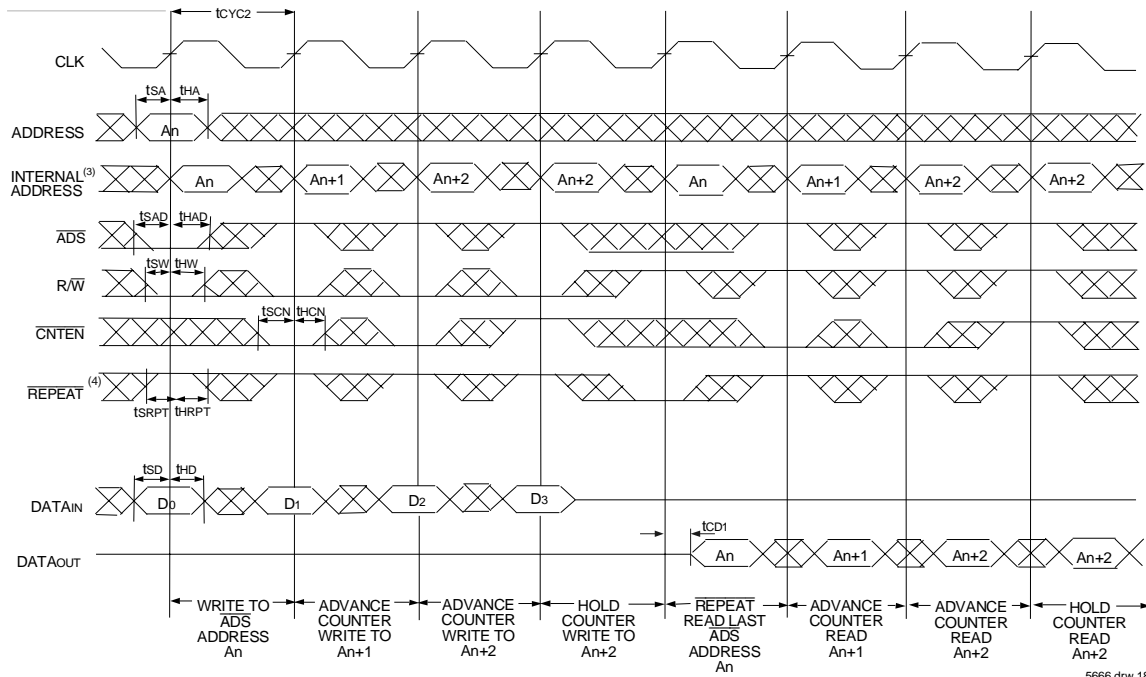 tCYC2
CLK
tSA tHA
ADDRESS An
INTERNAL(3) ADDRESS An An+1 An+2 An+2 An An+1 An+2 An+2
tSAD tHAD
ADS
tSW tHW
R/W
tSCN tHCN
CNTEN
REPEAT (4)
tSRPT tHRPT
tSD tHD
DATAIN D0 D1 D2 D3
tCD1
DATAOUT An An+1 An+2 An+2
WRITE TO ADS ADDRESS An
ADVANCE COUNTER WRITE TO An+1
ADVANCE COUNTER WRITE TO An+2
HOLD COUNTER WRITE TO An+2
REPEAT READ LAST ADS ADDRESS An
ADVANCE COUNTER READ An+1
ADVANCE COUNTER READ An+2
HOLD COUNTER READ An+2
5666 drw 18